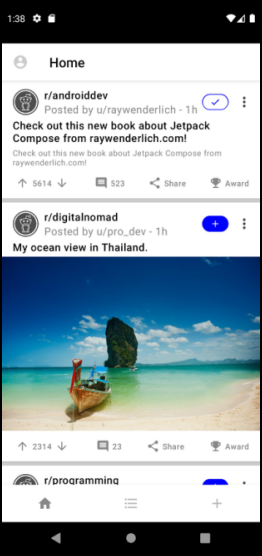 1:38
Home
r/androiddev
Posted by u/raywenderlich · 1h
Check out this new book about Jetpack
Compose from raywenderlich.com!
Check out this new book about Jetpack Compose from
raywenderlich.com!
5614 523 Share Award
r/digitalnomad
Posted by u/pro_dev · 1h
My ocean view in Thailand.
2314 23 Share Award
r/programming